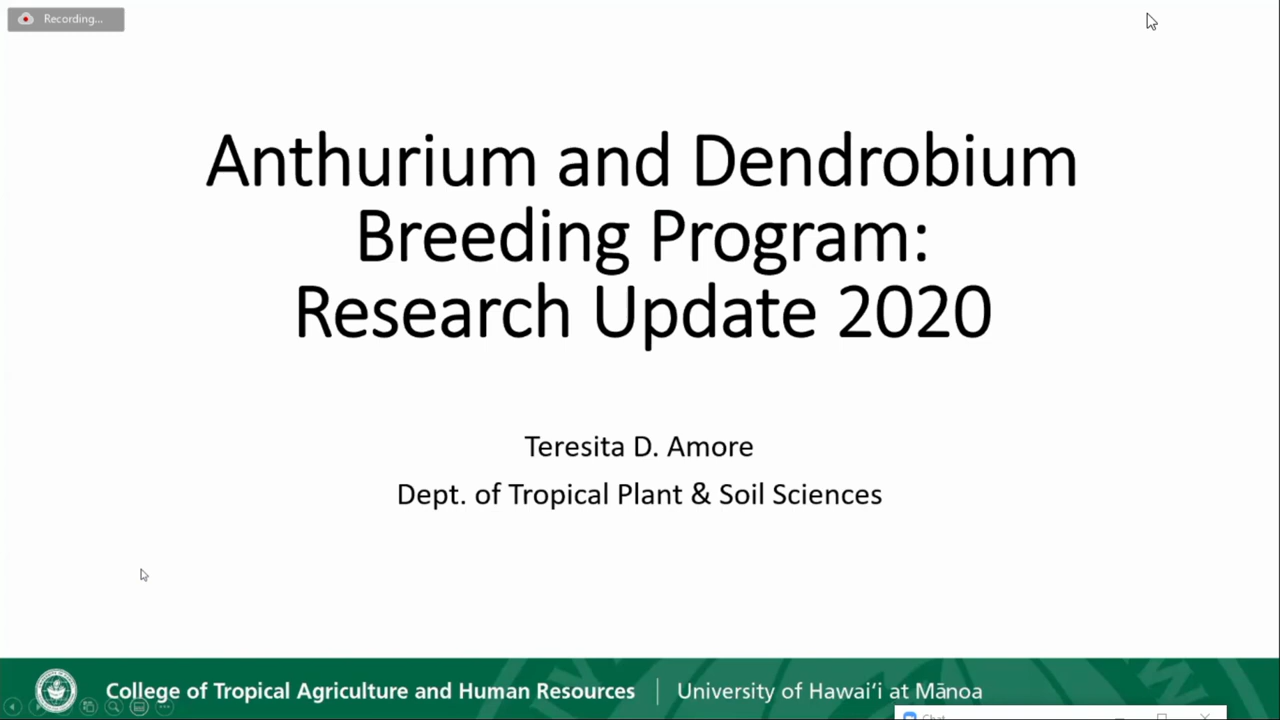 Recording...
Anthurium and Dendrobium
Breeding Program:
Research Update 2020
Teresita D. Amore
Dept. of Tropical Plant & Soil Sciences
College of Tropical Agriculture and Human Resources
University of Hawaiʻi at Mānoa
Chat